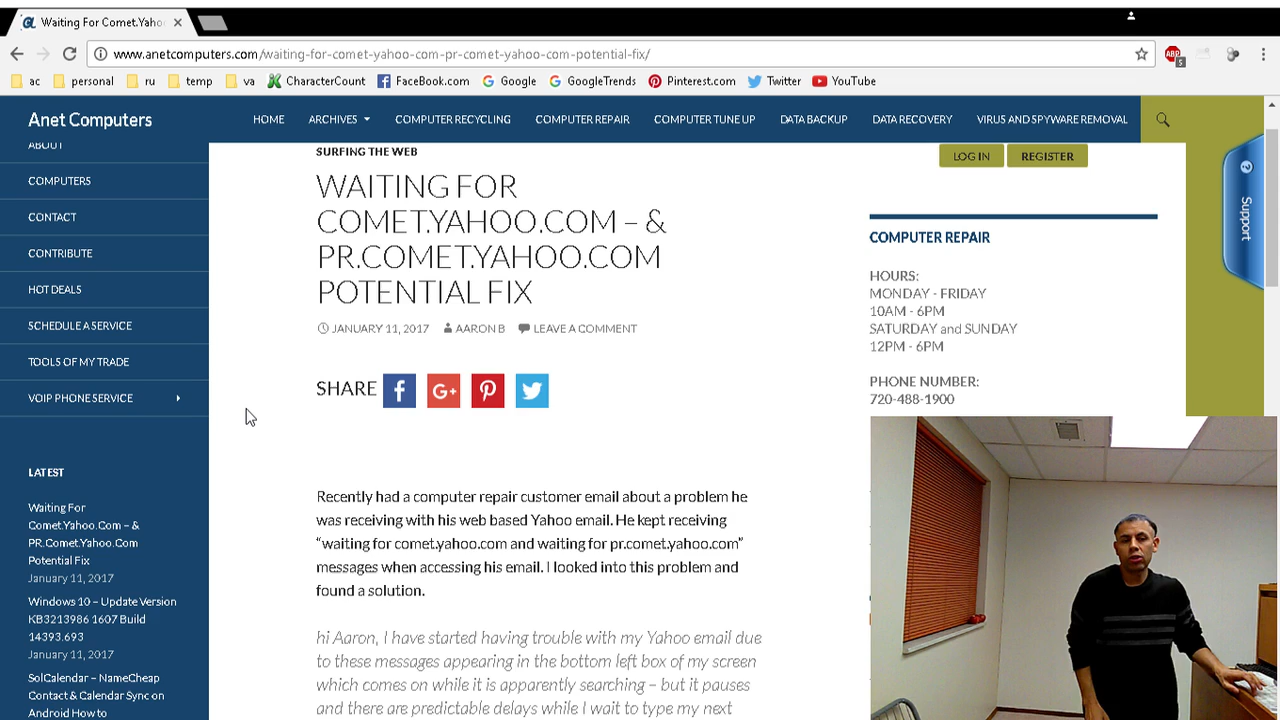 Waiting For Comet.Yaho
www.anetcomputers.com/waiting-for-comet-yahoo-com-pr-comet-yahoo-com-potential-fix/
ABP
5
ac
personal
ru
temp
va
CharacterCount
FaceBook.com
Google
GoogleTrends
Pinterest.com
Twitter
YouTube
Anet Computers
HOME
ARCHIVES
COMPUTER RECYCLING
COMPUTER REPAIR
COMPUTER TUNE UP
DATA BACKUP
DATA RECOVERY
VIRUS AND SPYWARE REMOVAL
ABOUT
COMPUTERS
CONTACT
CONTRIBUTE
HOT DEALS
SCHEDULE A SERVICE
TOOLS OF MY TRADE
VOIP PHONE SERVICE
LATEST
Waiting For
Comet.Yahoo.Com – &
PR.Comet.Yahoo.Com
Potential Fix
January 11, 2017
Windows 10 – Update Version
KB3213986 1607 Build
14393.693
January 11, 2017
SolCalendar – NameCheap
Contact & Calendar Sync on
Android How to
SURFING THE WEB
WAITING FOR
COMET.YAHOO.COM – &
PR.COMET.YAHOO.COM
POTENTIAL FIX
JANUARY 11, 2017 AARON B LEAVE A COMMENT
SHARE
Recently had a computer repair customer email about a problem he
was receiving with his web based Yahoo email. He kept receiving
“waiting for comet.yahoo.com and waiting for pr.comet.yahoo.com”
messages when accessing his email. I looked into this problem and
found a solution.
hi Aaron, I have started having trouble with my Yahoo email due
to these messages appearing in the bottom left box of my screen
which comes on while it is apparently searching – but it pauses
and there are predictable delays while I wait to type my next
LOG IN
REGISTER
COMPUTER REPAIR
HOURS:
MONDAY - FRIDAY
10AM - 6PM
SATURDAY and SUNDAY
12PM - 6PM
PHONE NUMBER:
720-488-1900
Support